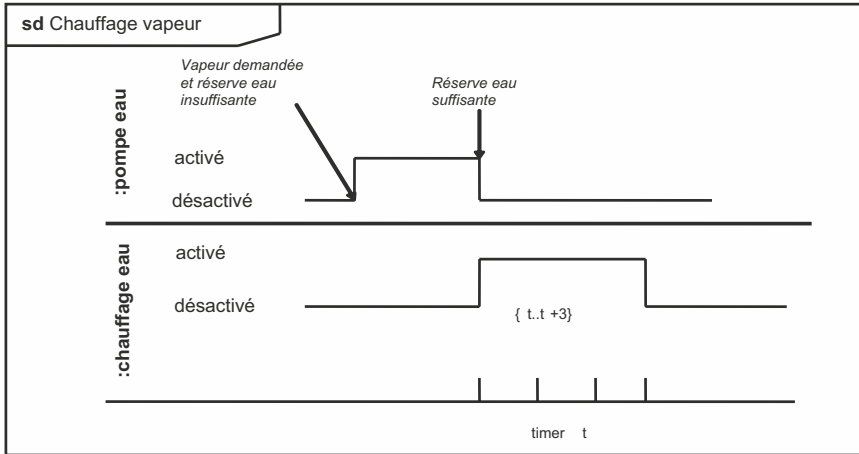 sd Chauffage vapeur
Vapeur demandée
et réserve eau
insuffisante
Réserve eau
suffisante
:pompe eau
activé
désactivé
:chauffage eau
activé
désactivé
{ t..t +3}
timer t